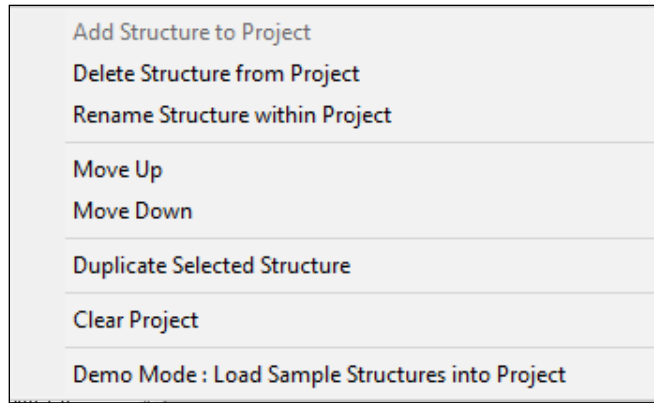 Add Structure to Project
Delete Structure from Project
Rename Structure within Project
Move Up
Move Down
Duplicate Selected Structure
Clear Project
Demo Mode : Load Sample Structures into Project